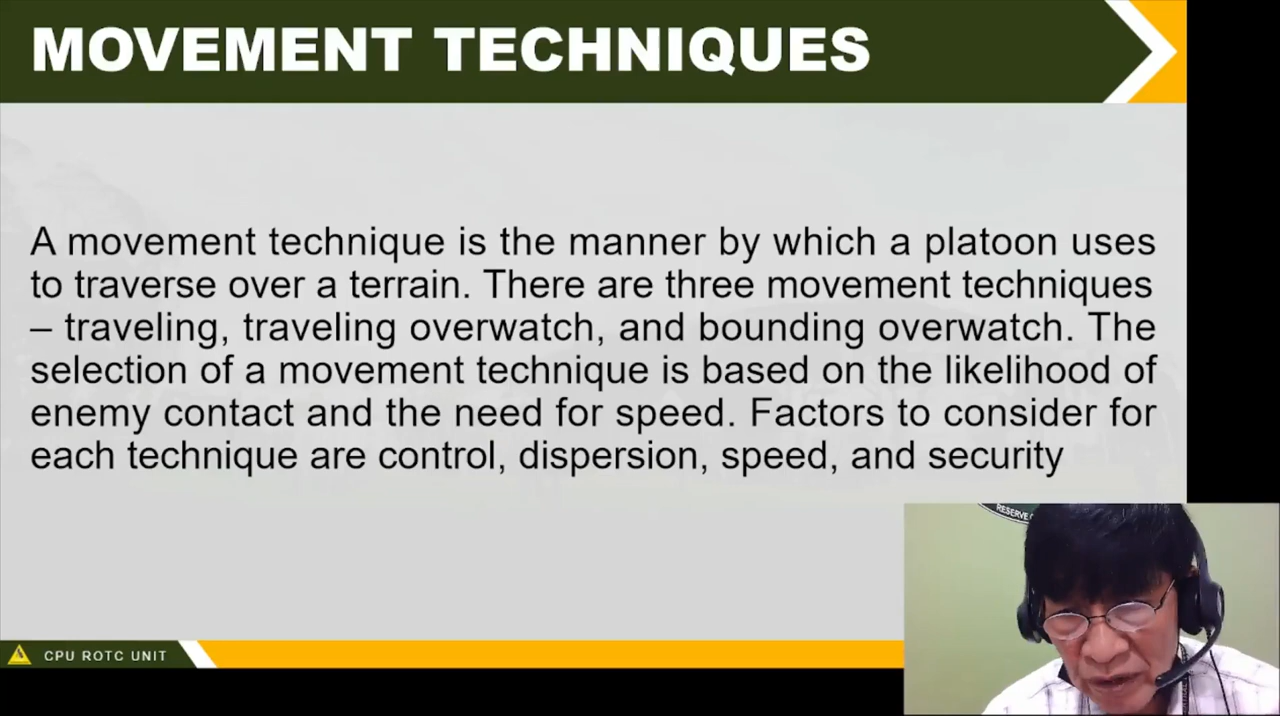 MOVEMENT TECHNIQUES
A movement technique is the manner by which a platoon uses
to traverse over a terrain. There are three movement techniques
– traveling, traveling overwatch, and bounding overwatch. The
selection of a movement technique is based on the likelihood of
enemy contact and the need for speed. Factors to consider for
each technique are control, dispersion, speed, and security
RESERVE
CPU ROTC UNIT